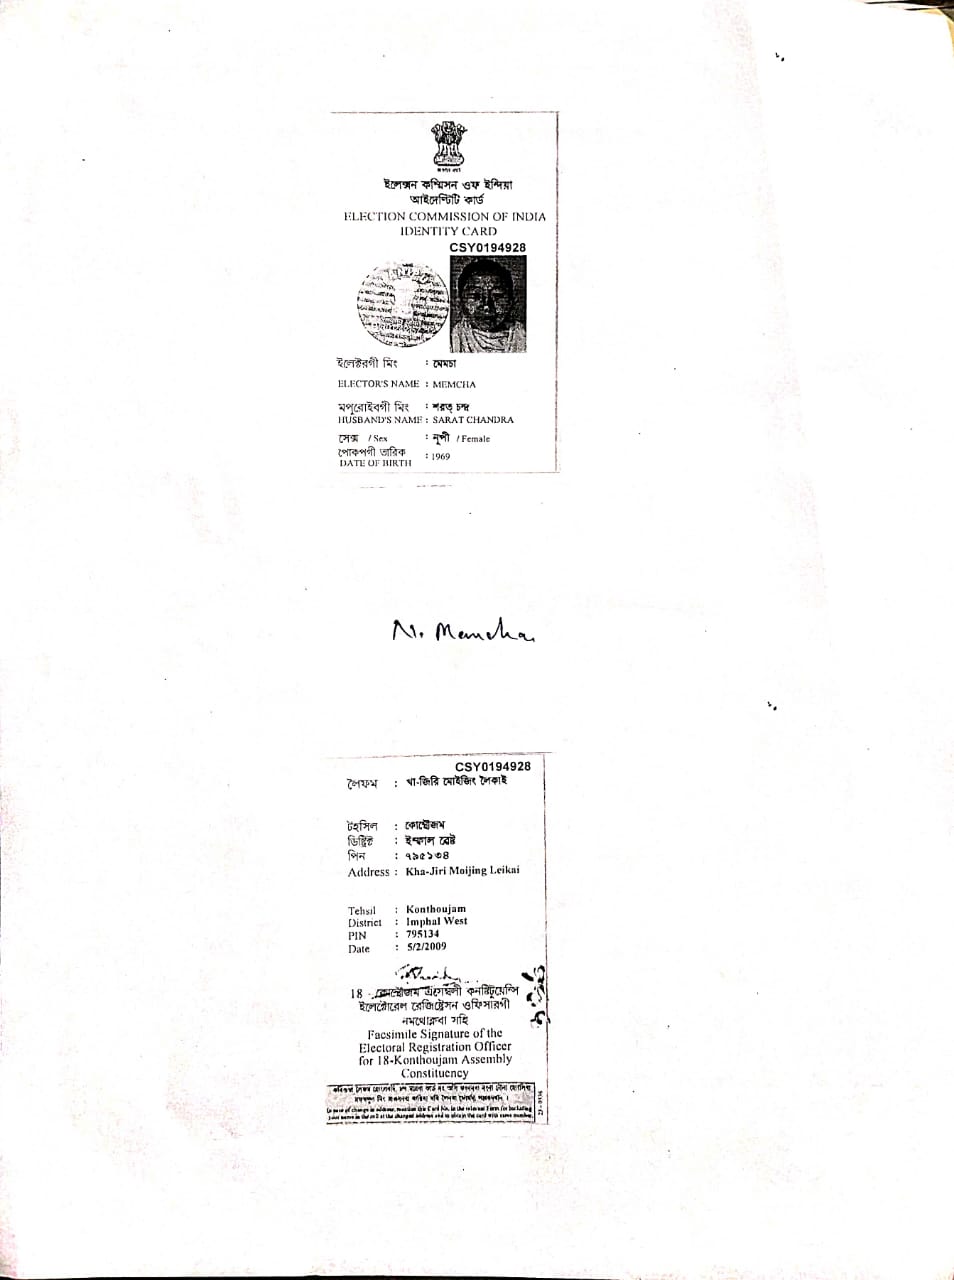 ইলেক্সন কম্মিসন ওফ ইন্দিয়া
আইদেন্টিটি কার্ড
ELECTION COMMISSION OF INDIA
IDENTITY CARD
CSY0194928
ইলেক্টরগী মিং : মেমচা
ELECTOR'S NAME : MEMCHA
মপুরোইবগী মিং : শরত্ চন্দ্র
HUSBAND'S NAME : SARAT CHANDRA
সেক্স / Sex : নুপী / Female
পোকপগী তারিক
DATE OF BIRTH : 1969
N. Memcha
CSY0194928
লৈফম : খা-জিরি মোইজিং লৈকাই
টহসিল : কোন্থৌজম
ডিষ্ট্রিক্ট : ইম্ফাল বেষ্ট
পিন : ৭৯৫১৩৪
Address : Kha-Jiri Moijing Leikai
Tehsil : Konthoujam
District : Imphal West
PIN : 795134
Date : 5/2/2009
18 - কোন্থৌজম এসেম্বলী কনষ্টিটুয়েন্সি
ইলেক্টোরেল রেজিষ্ট্রেসন ওফিসারগী
Facsimile Signature of the
Electoral Registration Officer
for 18-Konthoujam Assembly
Constituency
In case of change in address, mention this Card No. in the relevant Form for including
your name in the roll at the changed address and to obtain the card with same number.